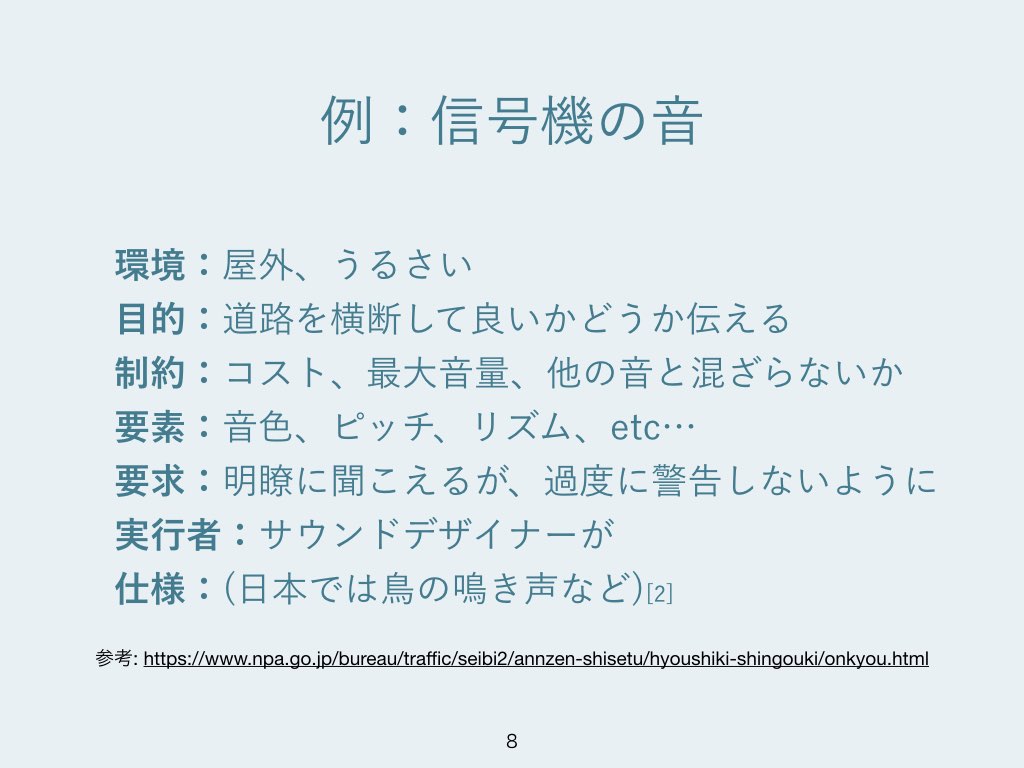 例：信号機の音
環境：屋外、うるさい
目的：道路を横断して良いかどうか伝える
制約：コスト、最大音量、他の音と混ざらないか
要素：音色、ピッチ、リズム、etc…
要求：明瞭に聞こえるが、過度に警告しないように
実行者：サウンドデザイナーが
仕様：(日本では鳥の鳴き声など)[2]
参考: https://www.npa.go.jp/bureau/traffic/seibi2/annzen-shisetu/hyoushiki-shingouki/onkyou.html
8